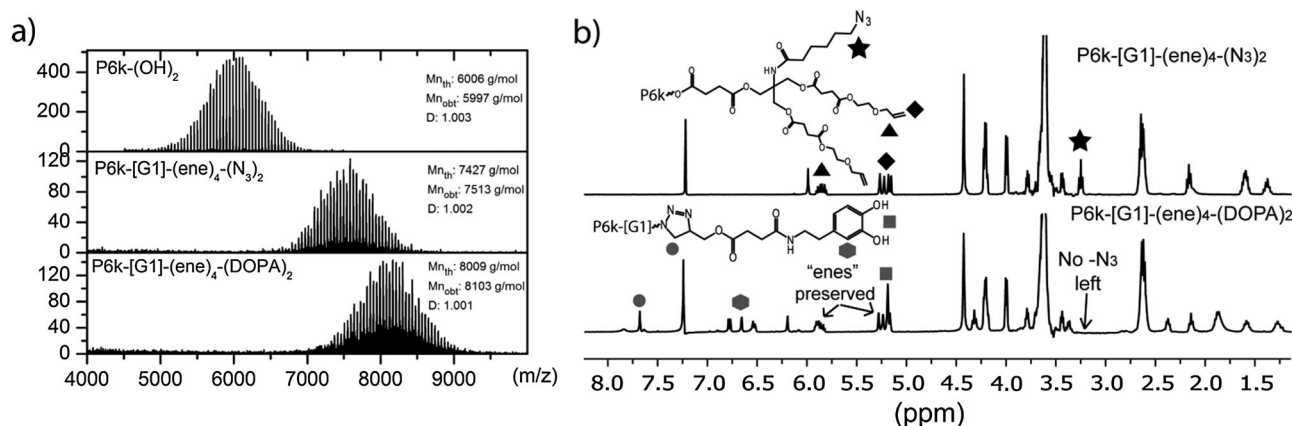 a)
P6k-(OH)2
Mnth: 6006 g/mol
Mnobt: 5997 g/mol
D: 1.003
400
200
0
P6k-[G1]-(ene)4-(N3)2
Mnth: 7427 g/mol
Mnobt: 7513 g/mol
D: 1.002
120
80
40
0
P6k-[G1]-(ene)4-(DOPA)2
Mnth: 8009 g/mol
Mnobt: 8103 g/mol
D: 1.001
120
80
40
0
4000 5000 6000 7000 8000 9000 (m/z)
b)
P6k-[G1]-(ene)4-(N3)2
N3
O
HN
P6k O O O O O O O
O O O O
O O
O
O
P6k-[G1]-(ene)4-(DOPA)2
P6k-[G1]-N N N
O O O N H
OH
OH
"enes"
preserved
No -N3
left
8.0 7.5 7.0 6.5 6.0 5.5 5.0 4.5 4.0 3.5 3.0 2.5 2.0 1.5
(ppm)